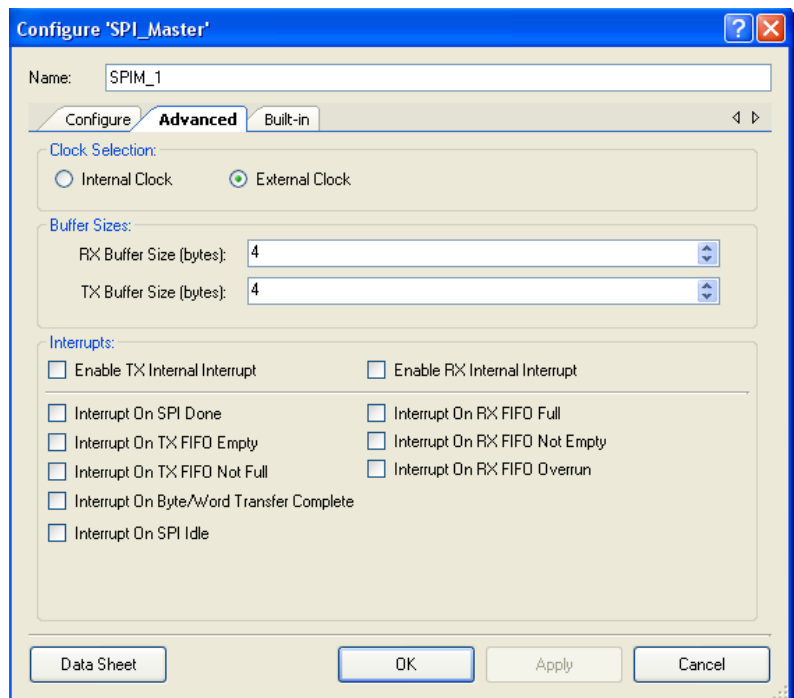 Configure 'SPI_Master'
Name: SPIM_1
Configure Advanced Built-in
Clock Selection:
Internal Clock External Clock
Buffer Sizes:
RX Buffer Size (bytes): 4
TX Buffer Size (bytes): 4
Interrupts:
Enable TX Internal Interrupt Enable RX Internal Interrupt
Interrupt On SPI Done Interrupt On RX FIFO Full
Interrupt On TX FIFO Empty Interrupt On RX FIFO Not Empty
Interrupt On TX FIFO Not Full Interrupt On RX FIFO Overrun
Interrupt On Byte/Word Transfer Complete
Interrupt On SPI Idle
Data Sheet OK Apply Cancel